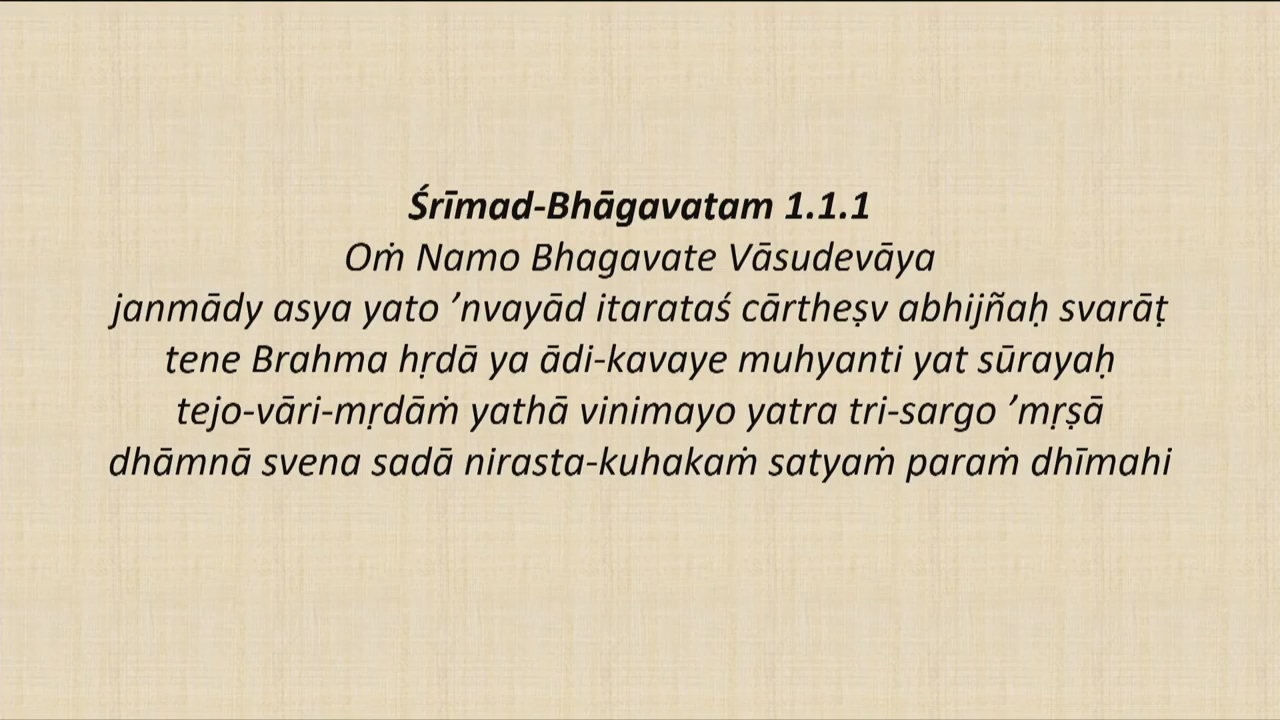 Śrīmad-Bhāgavatam 1.1.1
Oṁ Namo Bhagavate Vāsudevāya
janmādy asya yato ’nvayād itarataś cārtheṣv abhijñaḥ svarāṭ
tene Brahma hṛdā ya ādi-kavaye muhyanti yat sūrayaḥ
tejo-vāri-mṛdāṁ yathā vinimayo yatra tri-sargo ’mṛṣā
dhāmnā svena sadā nirasta-kuhakaṁ satyaṁ paraṁ dhīmahi